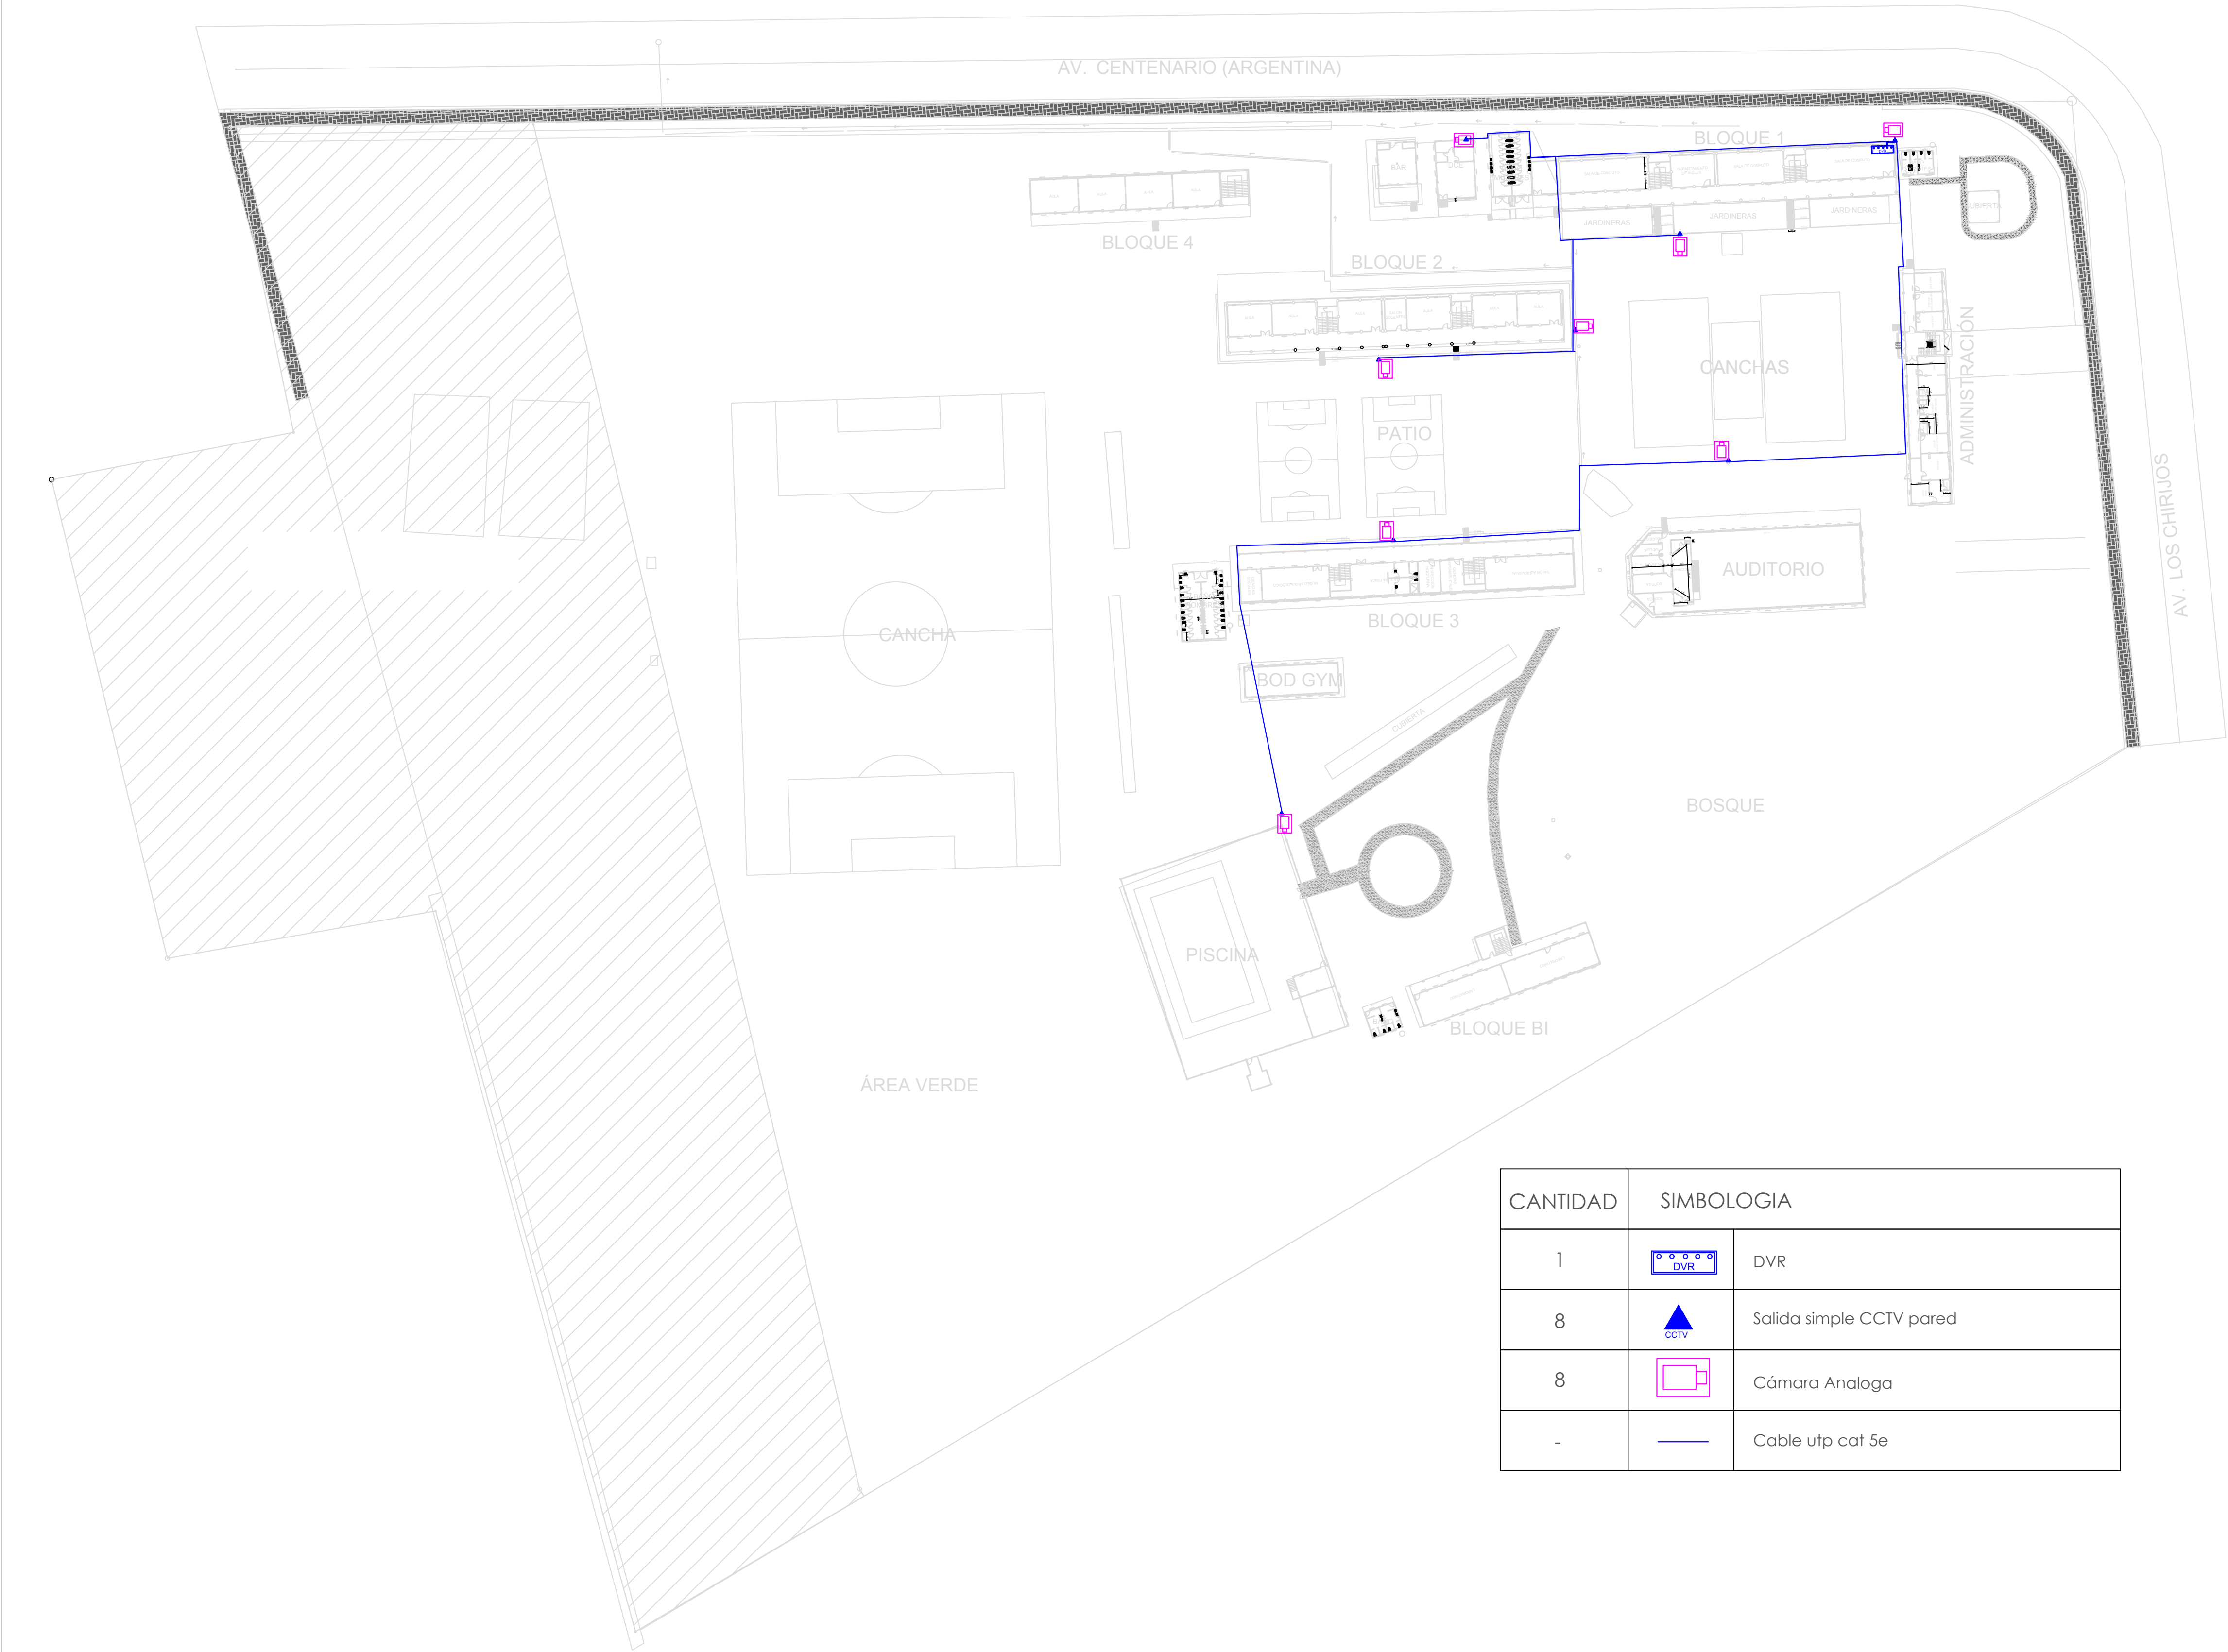 AV. CENTENARIO (ARGENTINA)
BLOQUE 1
BAR
JARDINERAS
JARDINERAS
JARDINERAS
BLOQUE 4
BLOQUE 2
CANCHAS
ADMINISTRACIÓN
PATIO
AV. LOS CHIRIJOS
AUDITORIO
CANCHA
BLOQUE 3
BOD GYM
CUBIERTA
BOSQUE
PISCINA
BLOQUE BI
ÁREA VERDE
CANTIDAD SIMBOLOGIA
1 DVR DVR
8 CCTV Salida simple CCTV pared
8 Cámara Analoga
- Cable utp cat 5e